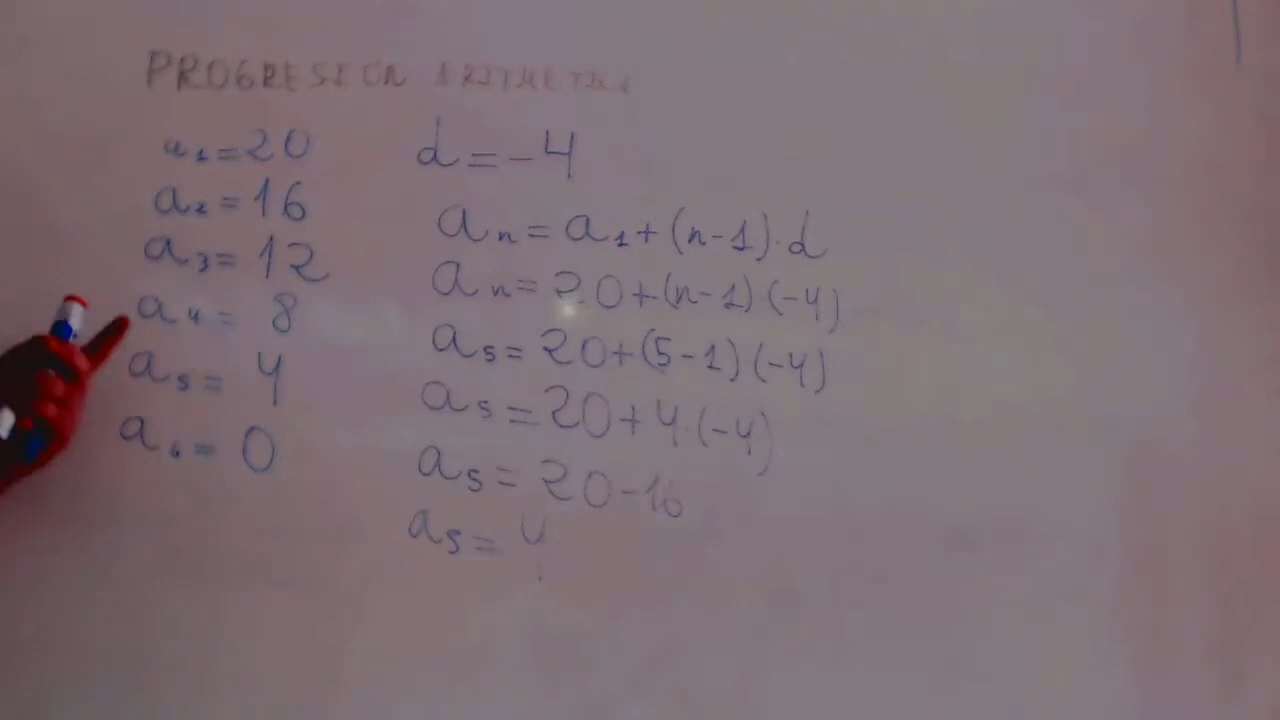 PROGRESIÓN ARITMETICA
a₁=20
a₂=16
a₃=12
a₄=8
a₅=4
a₆=0
d=-4
aₙ=a₁+(n-1)·d
aₙ=20+(n-1)(-4)
a₅=20+(5-1)(-4)
a₅=20+4·(-4)
a₅=20-16
a₅=4